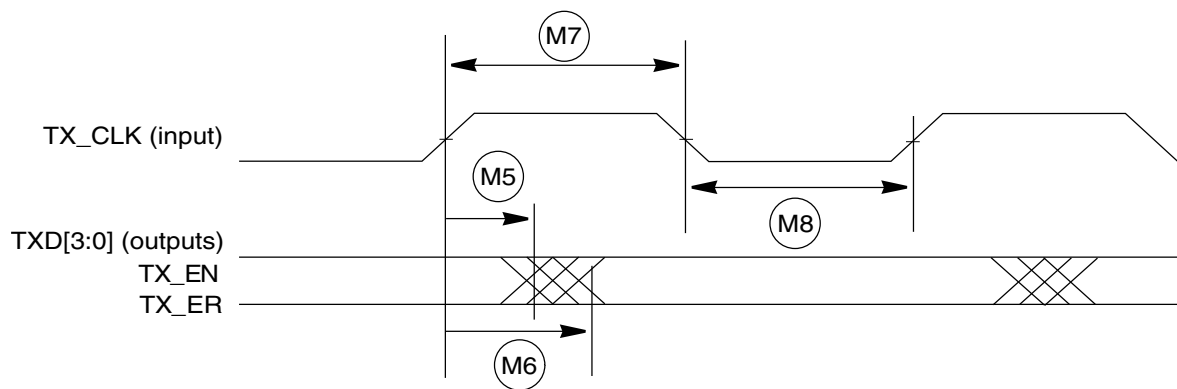 M7
TX_CLK (input)
M5
M8
TXD[3:0] (outputs)
TX_EN
TX_ER
M6